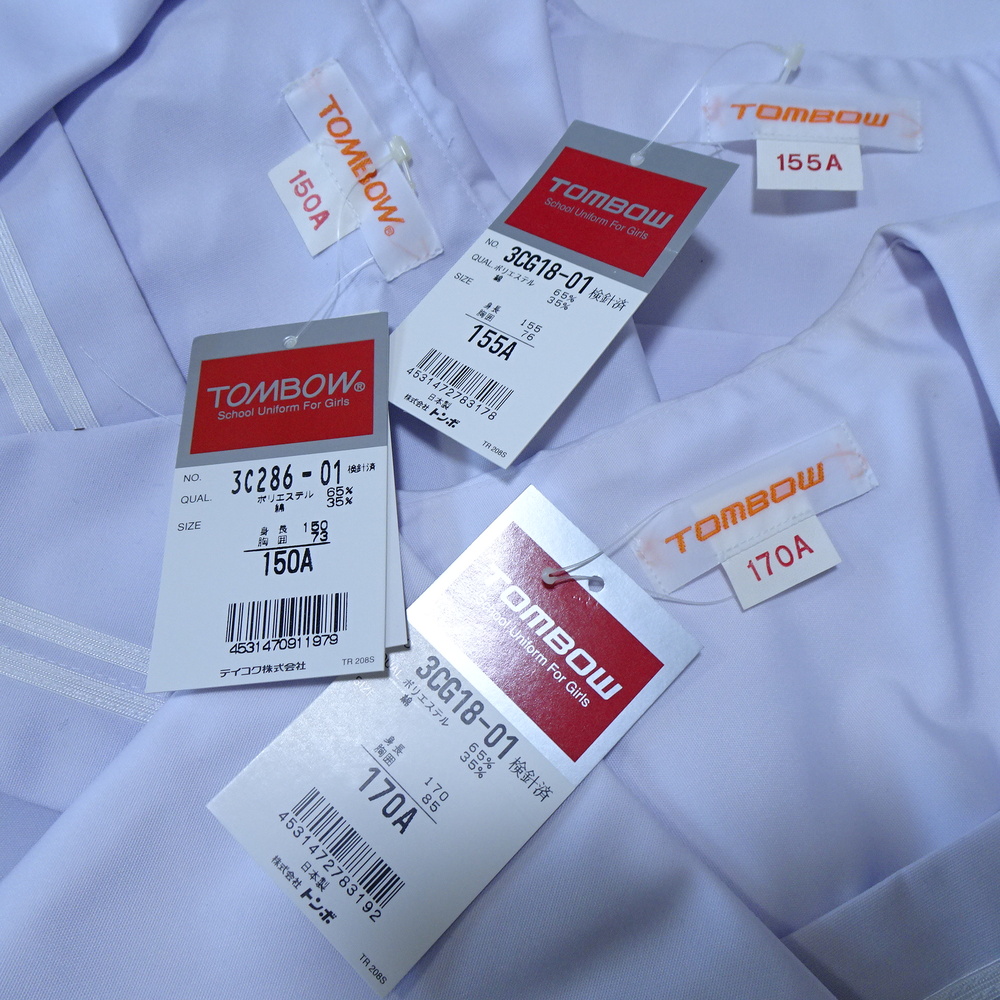 TOMBOW®
150A
TOMBOW
155A
TOMBOW
School Uniform For Girls
NO. 3CG18-01 検針済
QUAL. ポリエステル 65%
綿 35%
SIZE
身長 155
胸囲 76
155A
4531472783178
日本製
株式会社 トンボ
TR 208S
TOMBOW®
School Uniform For Girls
NO. 3C286-01 検針済
QUAL. ポリエステル 65%
綿 35%
SIZE
身長 150
胸囲 73
150A
4531470911979
テイコク株式会社
TR 208S
TOMBOW
170A
TOMBOW
School Uniform For Girls
3CG18-01 検針済
ポリエステル 65%
綿 35%
SIZE
身長 170
胸囲 85
170A
4531472783192
日本製
株式会社 トンボ
TR 208S